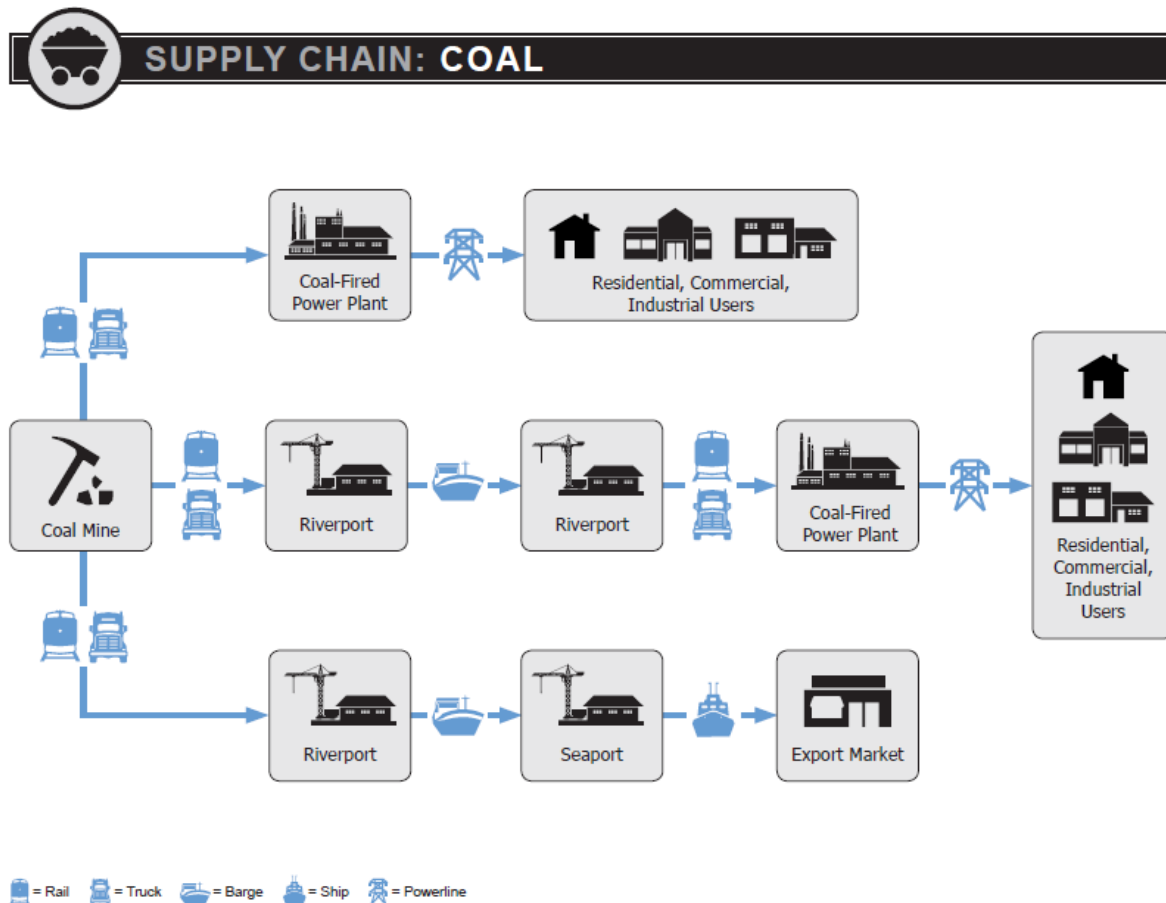 SUPPLY CHAIN: COAL
Coal-Fired
Power Plant
Residential, Commercial,
Industrial Users
Coal Mine
Riverport
Riverport
Coal-Fired
Power Plant
Residential,
Commercial,
Industrial
Users
Riverport
Seaport
Export Market
= Rail
= Truck
= Barge
= Ship
= Powerline